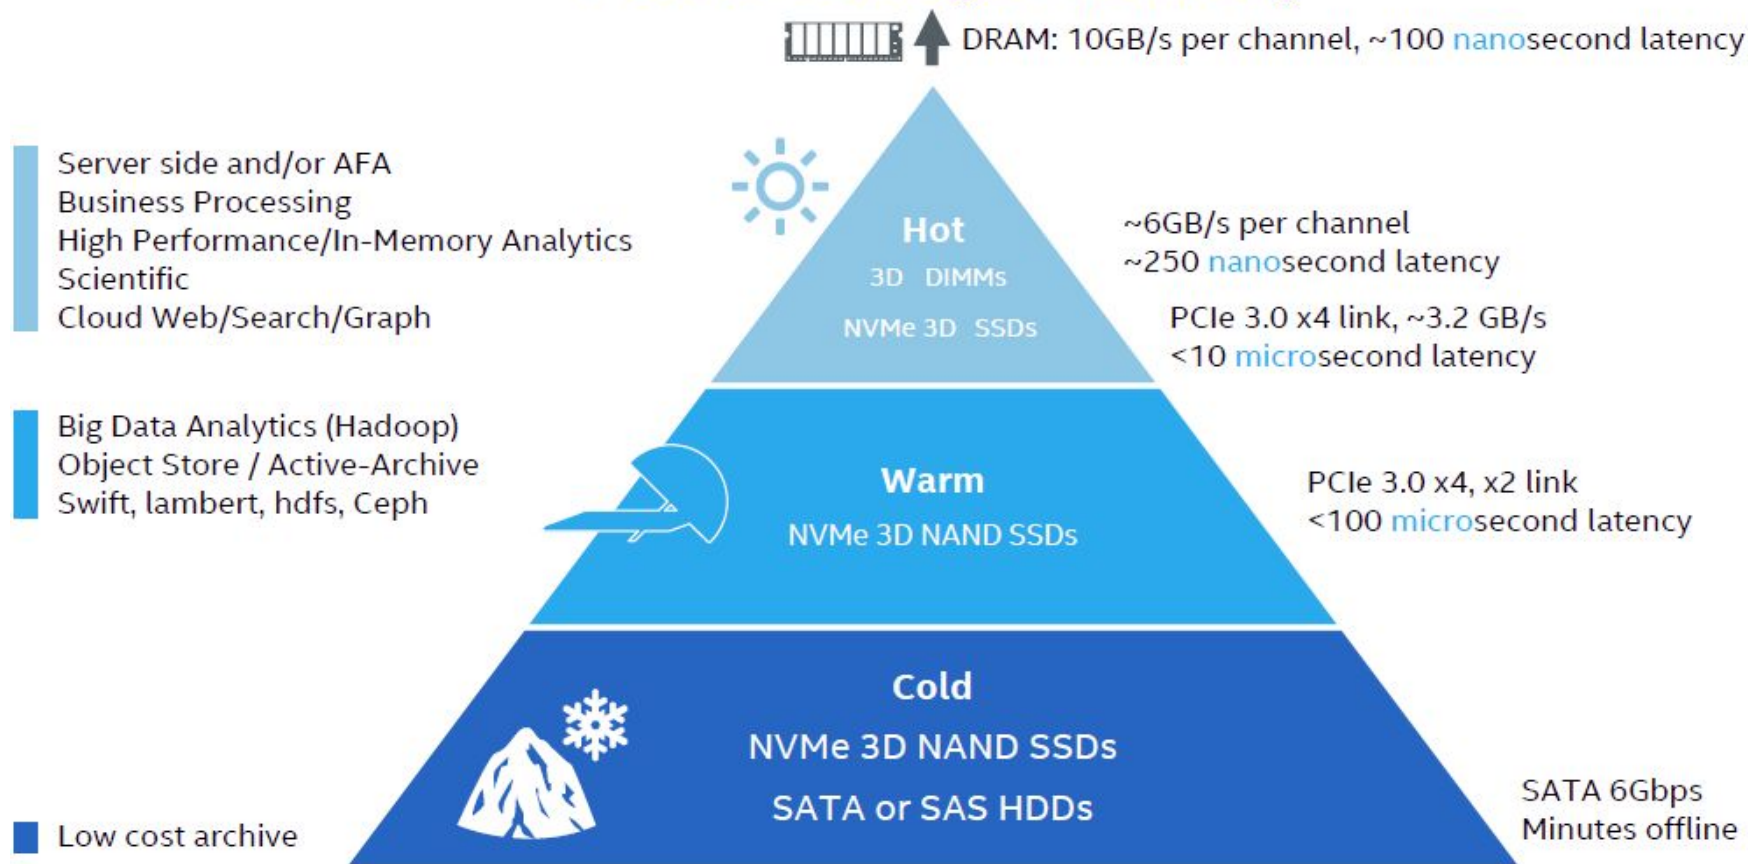 DRAM: 10GB/s per channel, ~100 nanosecond latency
Server side and/or AFA
Business Processing
High Performance/In-Memory Analytics
Scientific
Cloud Web/Search/Graph
Hot
3D DIMMs
NVMe 3D SSDs
~6GB/s per channel
~250 nanosecond latency
PCIe 3.0 x4 link, ~3.2 GB/s
<10 microsecond latency
Big Data Analytics (Hadoop)
Object Store / Active-Archive
Swift, lambert, hdfs, Ceph
Warm
NVMe 3D NAND SSDs
PCIe 3.0 x4, x2 link
<100 microsecond latency
Cold
NVMe 3D NAND SSDs
SATA or SAS HDDs
Low cost archive
SATA 6Gbps
Minutes offline